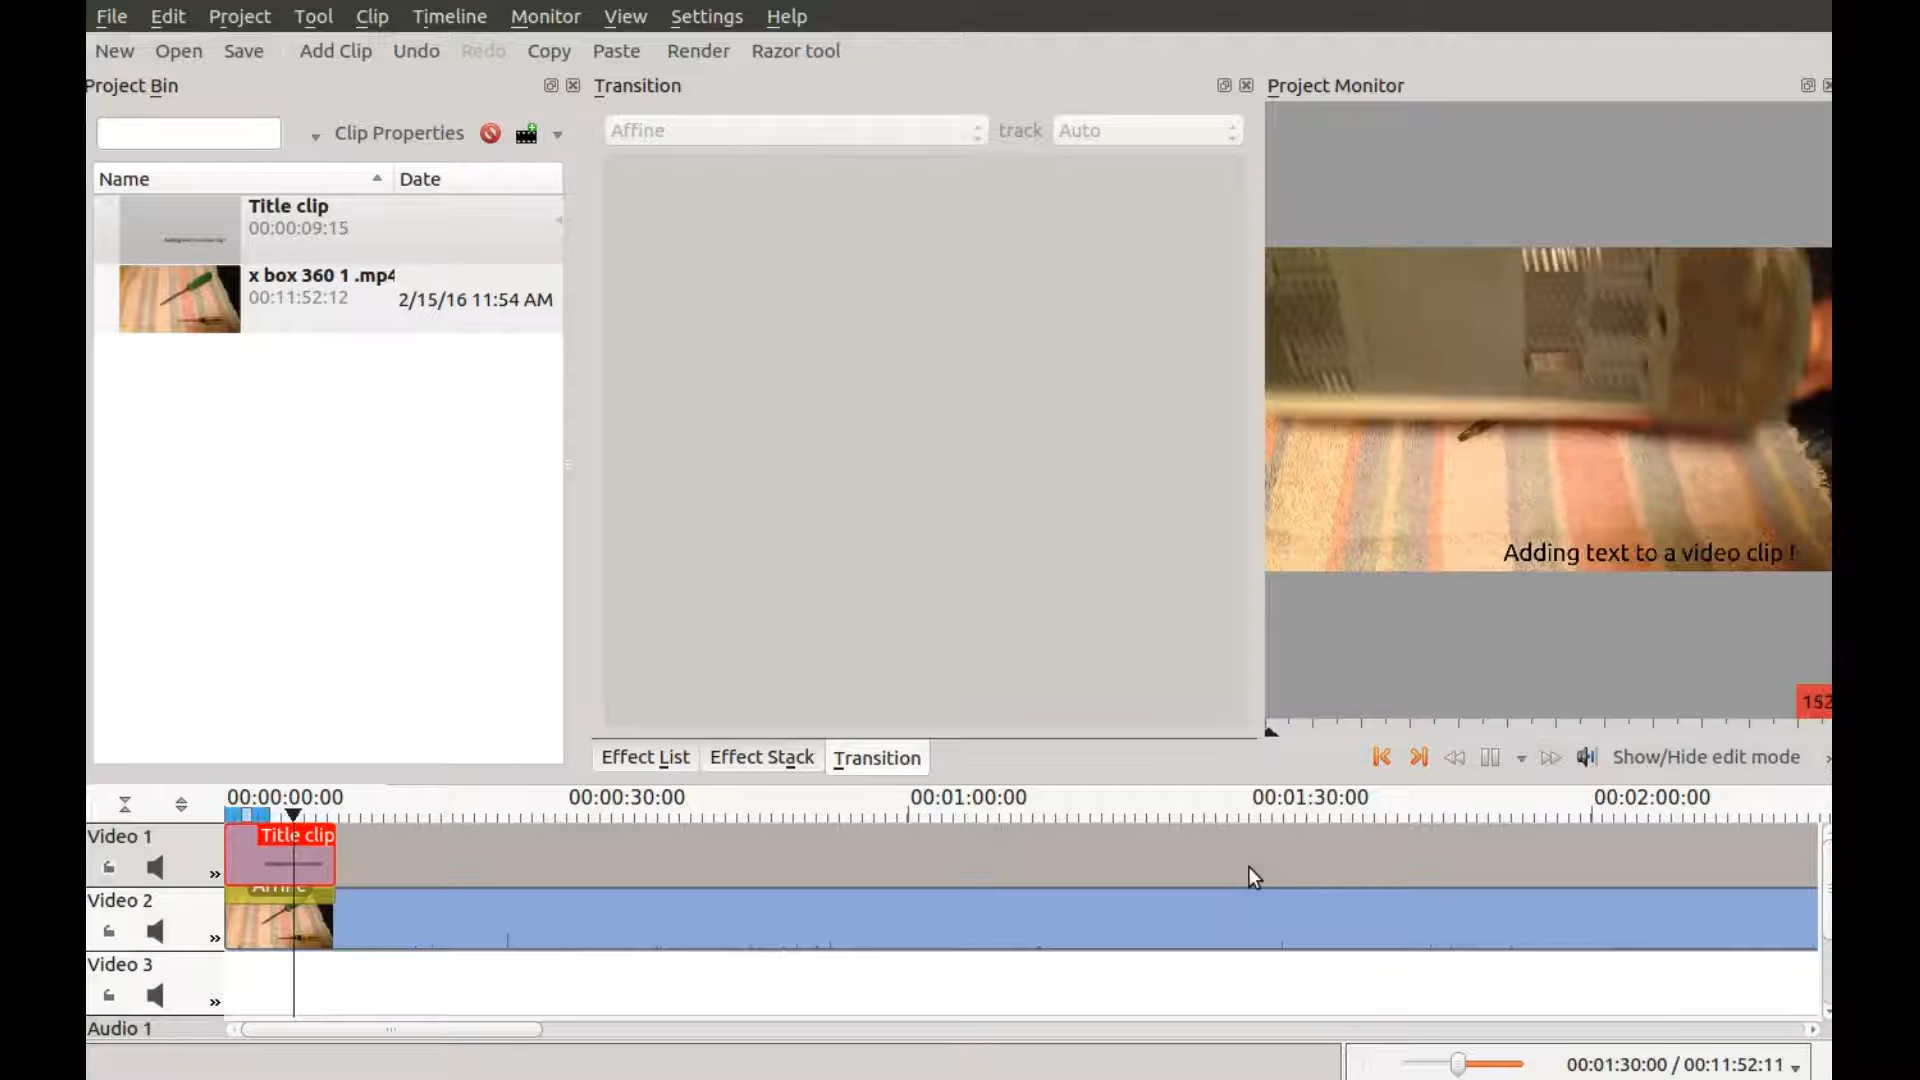 File Edit Project Tool Clip Timeline Monitor View Settings Help
New Open Save Add Clip Undo Redo Copy Paste Render Razor tool
Project Bin
Transition
Project Monitor
Clip Properties
Affine track Auto
Name Date
Title clip
00:00:09:15
x box 360 1 .mp4
00:11:52:12
2/15/16 11:54 AM
Adding text to a video clip !
152
Effect List Effect Stack Transition
Show/Hide edit mode
00:00:00:00 00:00:30:00 00:01:00:00 00:01:30:00 00:02:00:00
Video 1
Title clip
Affine
Video 2
Video 3
Audio 1
00:01:30:00 / 00:11:52:11